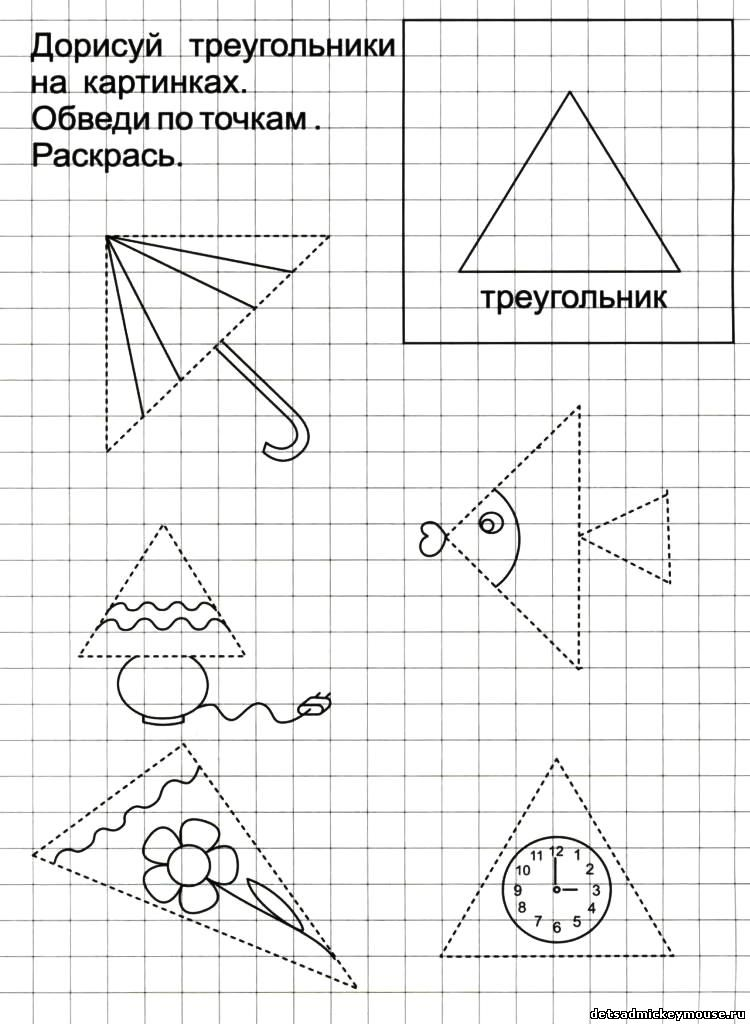 Дорисуй треугольники
на картинках.
Обведи по точкам .
Раскрась.
треугольник
11 12 1
10 2
9 3
8 4
7 6 5
detsadmickeymouse.ru